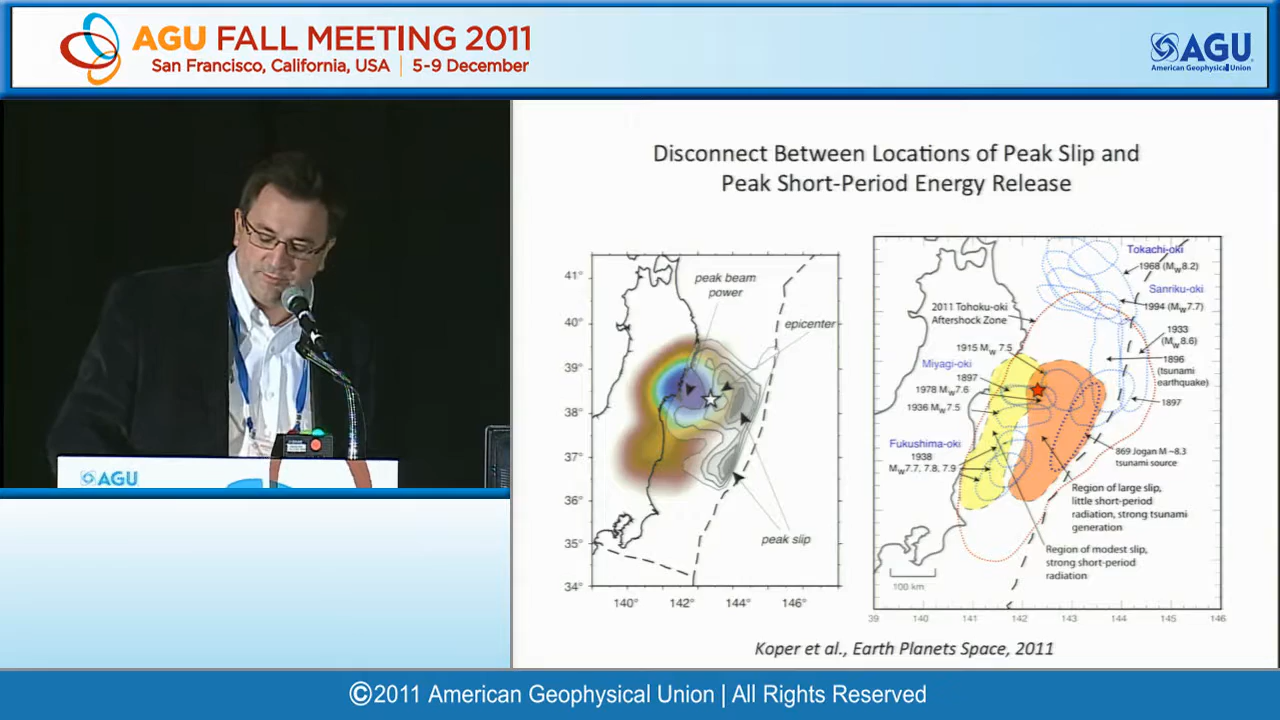 AGU FALL MEETING 2011
San Francisco, California, USA | 5-9 December
AGU
American Geophysical Union
AGU
Disconnect Between Locations of Peak Slip and
Peak Short-Period Energy Release
41°
40°
39°
38°
37°
36°
35°
34°
140°
142°
144°
146°
peak beam
power
epicenter
peak slip
Tokachi-oki
1968 (Mw8.2)
Sanriku-oki
1994 (Mw7.7)
2011 Tohoku-oki
Aftershock Zone
1933
(Mw8.6)
1915 Mw 7.5
1896
(tsunami
earthquake)
Miyagi-oki
1897
1978 Mw7.6
1936 Mw7.5
1897
Fukushima-oki
1938
Mw7.7, 7.8, 7.9
869 Jogan M ~8.3
tsunami source
Region of large slip,
little short-period
radiation, strong tsunami
generation
Region of modest slip,
strong short-period
radiation
100 km
39
140
141
142
143
144
145
146
Koper et al., Earth Planets Space, 2011
©2011 American Geophysical Union | All Rights Reserved